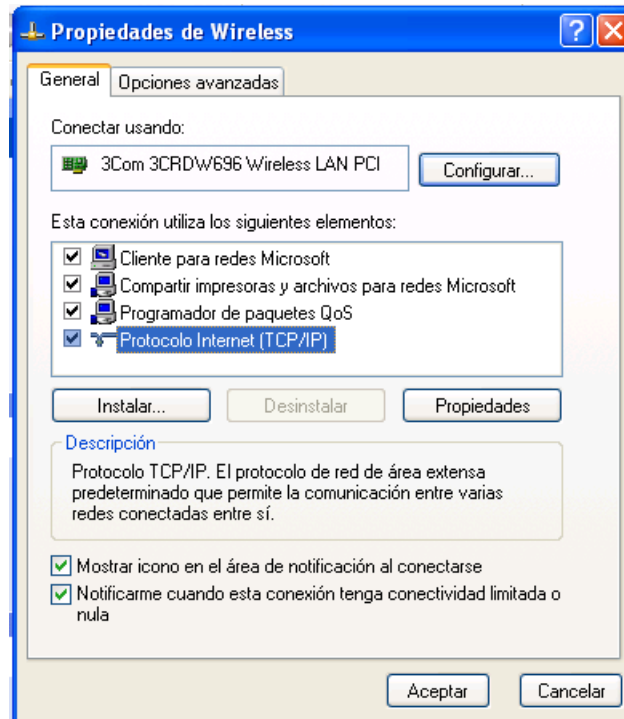 Propiedades de Wireless
General
Opciones avanzadas
Conectar usando:
3Com 3CRDW696 Wireless LAN PCI
Configurar...
Esta conexión utiliza los siguientes elementos:
Cliente para redes Microsoft
Compartir impresoras y archivos para redes Microsoft
Programador de paquetes QoS
Protocolo Internet (TCP/IP)
Instalar...
Desinstalar
Propiedades
Descripción
Protocolo TCP/IP. El protocolo de red de área extensa
predeterminado que permite la comunicación entre varias
redes conectadas entre sí.
Mostrar icono en el área de notificación al conectarse
Notificarme cuando esta conexión tenga conectividad limitada o
nula
Aceptar
Cancelar